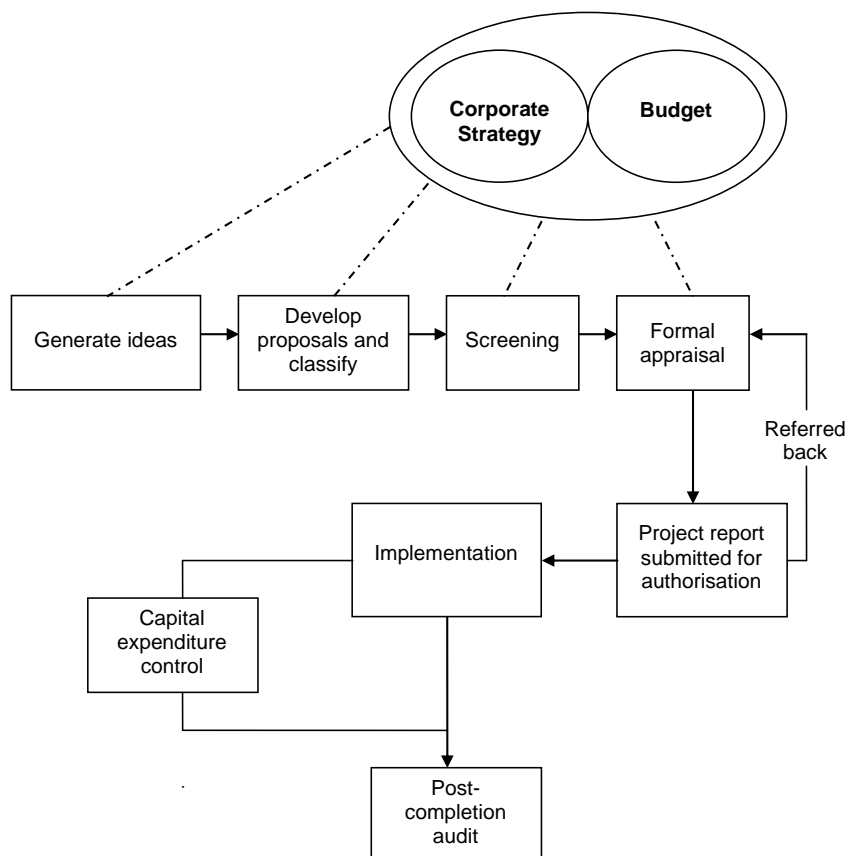 Corporate
Strategy
Budget
Generate ideas
Develop
proposals and
classify
Screening
Formal
appraisal
Referred
back
Project report
submitted for
authorisation
Implementation
Capital
expenditure
control
Post-
completion
audit